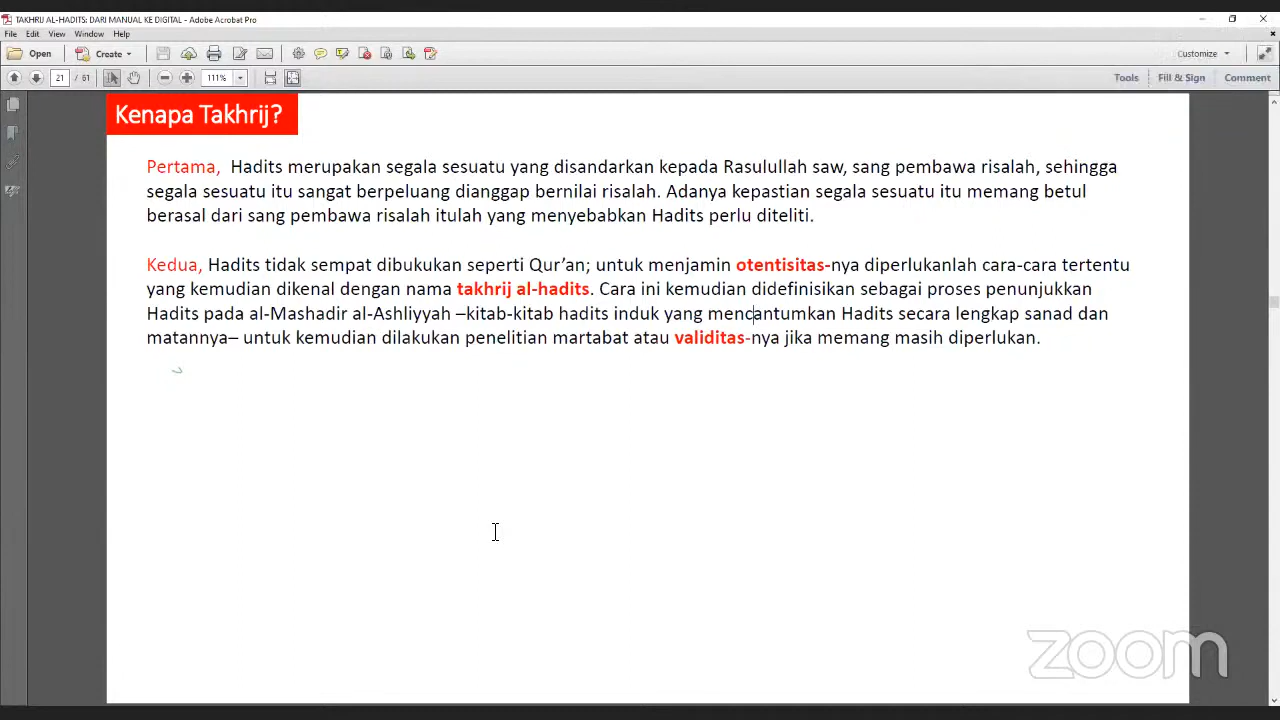 TAKHRIJ AL-HADITS: DARI MANUAL KE DIGITAL - Adobe Acrobat Pro
File Edit View Window Help
Open Create Customize
21 / 61 111% Tools Fill & Sign Comment
Kenapa Takhrij?
Pertama, Hadits merupakan segala sesuatu yang disandarkan kepada Rasulullah saw, sang pembawa risalah, sehingga
segala sesuatu itu sangat berpeluang dianggap bernilai risalah. Adanya kepastian segala sesuatu itu memang betul
berasal dari sang pembawa risalah itulah yang menyebabkan Hadits perlu diteliti.
Kedua, Hadits tidak sempat dibukukan seperti Qur’an; untuk menjamin otentisitas-nya diperlukanlah cara-cara tertentu
yang kemudian dikenal dengan nama takhrij al-hadits. Cara ini kemudian didefinisikan sebagai proses penunjukkan
Hadits pada al-Mashadir al-Ashliyyah –kitab-kitab hadits induk yang mencantumkan Hadits secara lengkap sanad dan
matannya– untuk kemudian dilakukan penelitian martabat atau validitas-nya jika memang masih diperlukan.
zoom